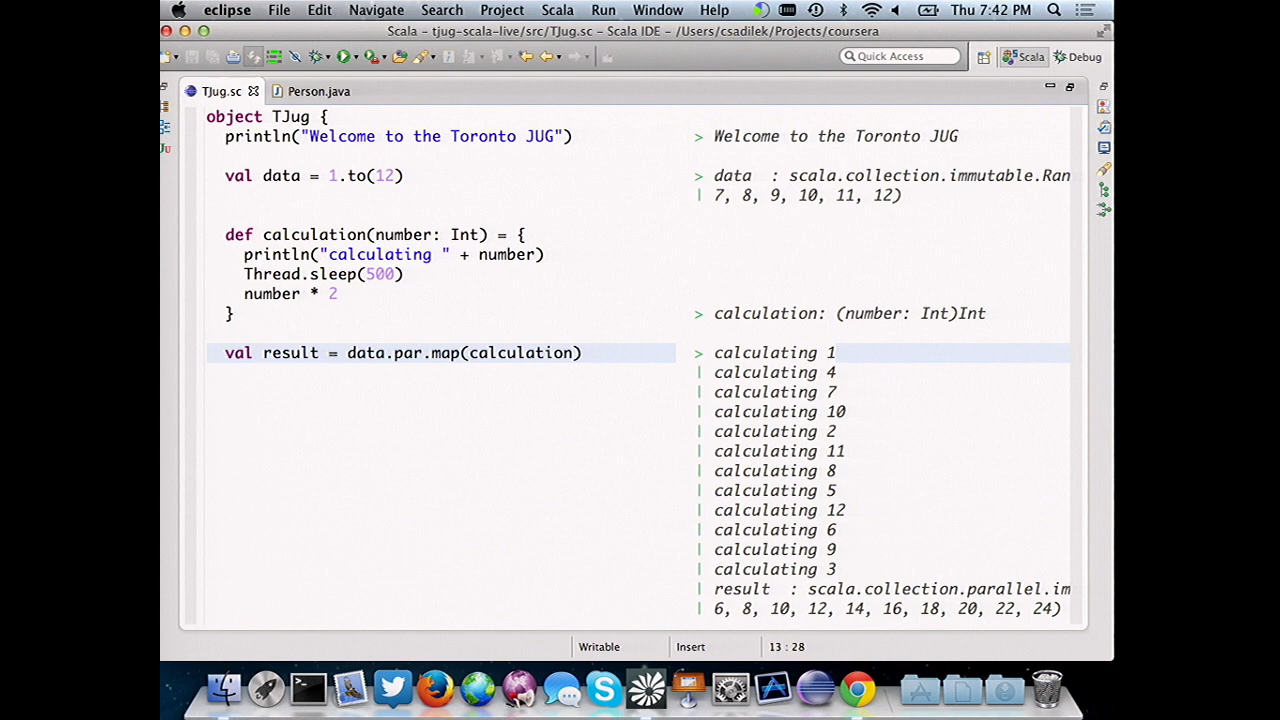 eclipse File Edit Navigate Search Project Scala Run Window Help Thu 7:42 PM
Scala – tjug-scala-live/src/TJug.sc – Scala IDE – /Users/csadilek/Projects/coursera
Quick Access Scala Debug
TJug.sc Person.java
object TJug {
println("Welcome to the Toronto JUG") > Welcome to the Toronto JUG
val data = 1.to(12) > data : scala.collection.immutable.Ran
| 7, 8, 9, 10, 11, 12)
def calculation(number: Int) = {
println("calculating " + number)
Thread.sleep(500)
number * 2
} > calculation: (number: Int)Int
val result = data.par.map(calculation) > calculating 1
| calculating 4
| calculating 7
| calculating 10
| calculating 2
| calculating 11
| calculating 8
| calculating 5
| calculating 12
| calculating 6
| calculating 9
| calculating 3
| result : scala.collection.parallel.im
| 6, 8, 10, 12, 14, 16, 18, 20, 22, 24)
Writable Insert 13 : 28